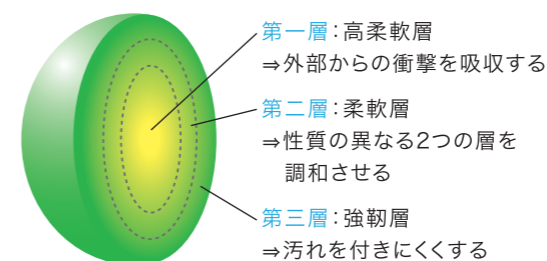 第一層：高柔軟層
⇒外部からの衝撃を吸収する
第二層：柔軟層
⇒性質の異なる2つの層を
調和させる
第三層：強靭層
⇒汚れを付きにくくする